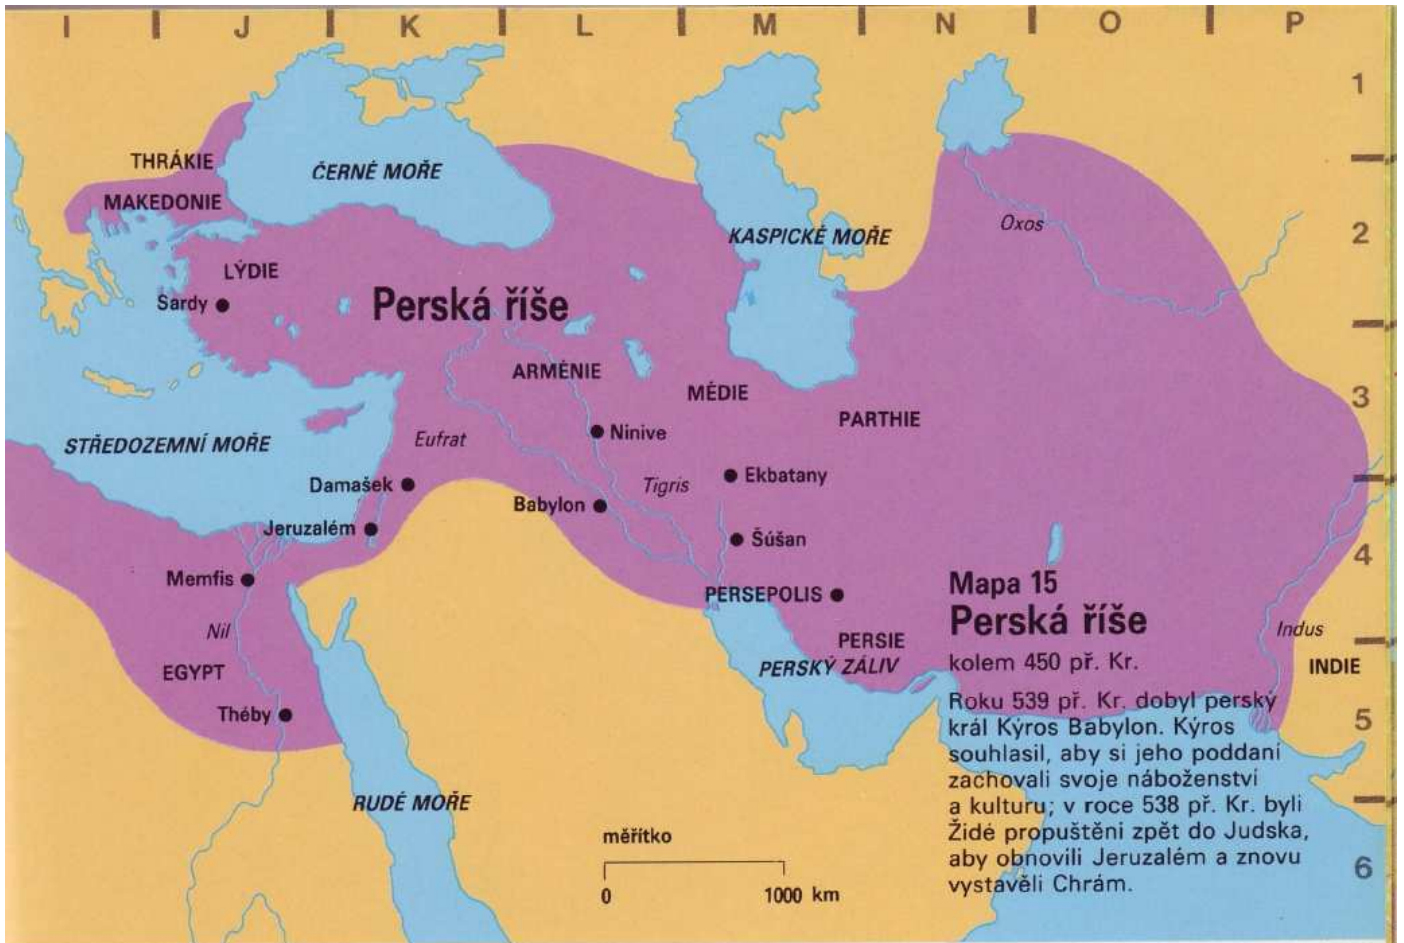 I J K L M N O P
1
THRÁKIE
ČERNÉ MOŘE
MAKEDONIE
2
Oxos
KASPICKÉ MOŘE
LÝDIE
Sardy
Perská říše
ARMÉNIE
MÉDIE
3
PARTHIE
STŘEDOZEMNÍ MOŘE
Eufrat
Ninive
Ekbatany
Damašek
Tigris
Babylon
Jeruzalém
Šúšan
4
Memfis
PERSEPOLIS
Mapa 15
Perská říše
kolem 450 př. Kr.
Nil
Indus
PERSIE
PERSKÝ ZÁLIV
INDIE
EGYPT
Théby
5
Roku 539 př. Kr. dobyl perský
král Kýros Babylon. Kýros
souhlasil, aby si jeho poddaní
zachovali svoje náboženství
a kulturu; v roce 538 př. Kr. byli
Židé propuštěni zpět do Judska,
aby obnovili Jeruzalém a znovu
vystavěli Chrám.
RUDÉ MOŘE
měřítko
0 1000 km
6